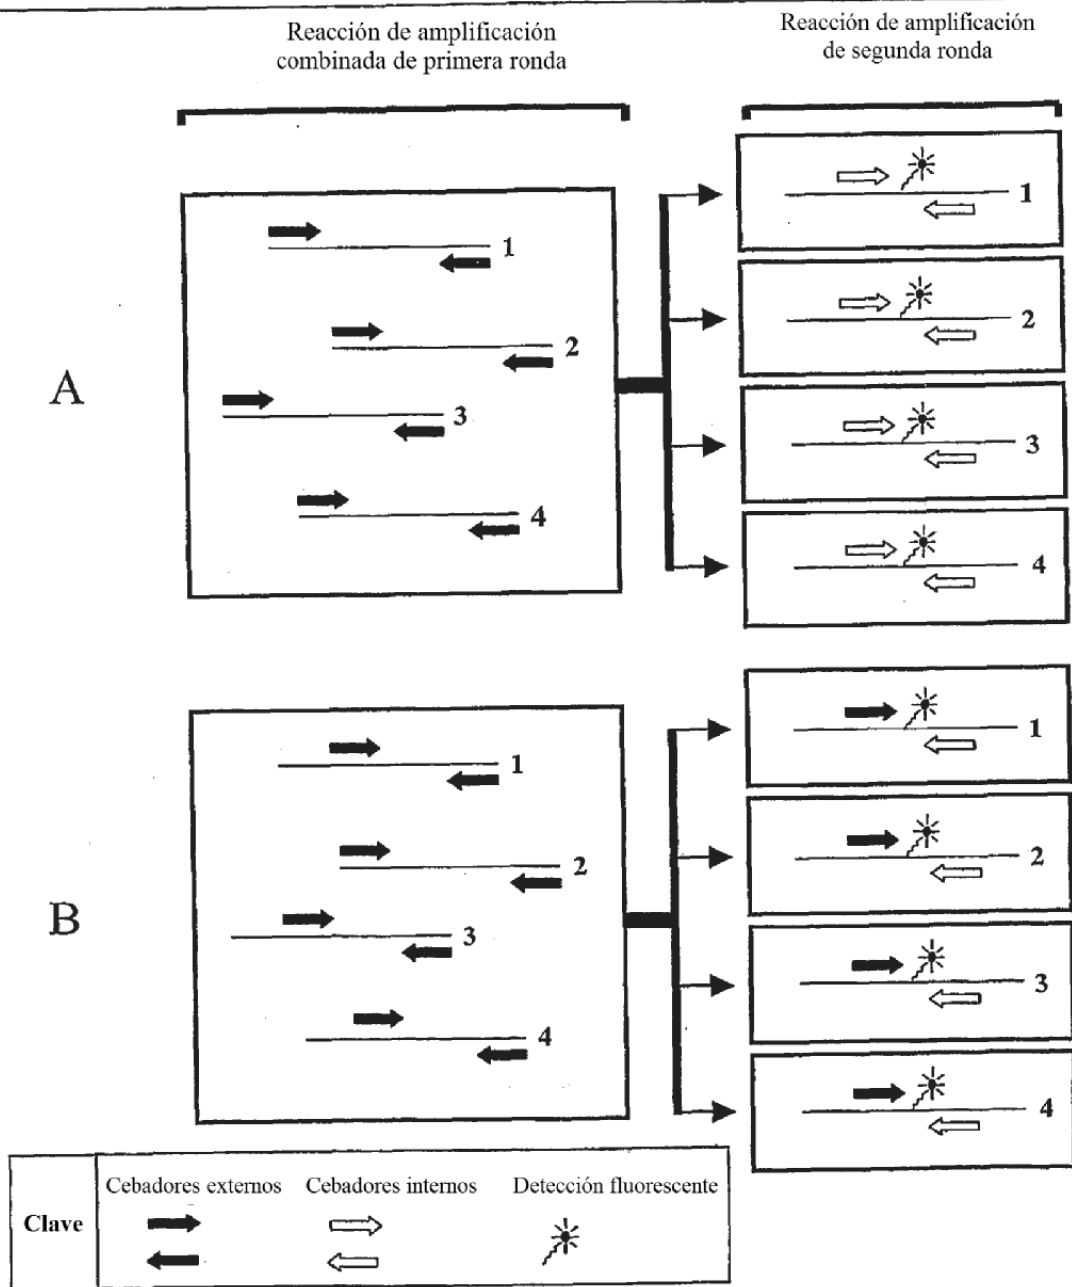 Reacción de amplificación
combinada de primera ronda
Reacción de amplificación
de segunda ronda
A
1
2
3
4
1
2
3
4
B
1
2
3
4
1
2
3
4
Clave
Cebadores externos
Cebadores internos
Detección fluorescente